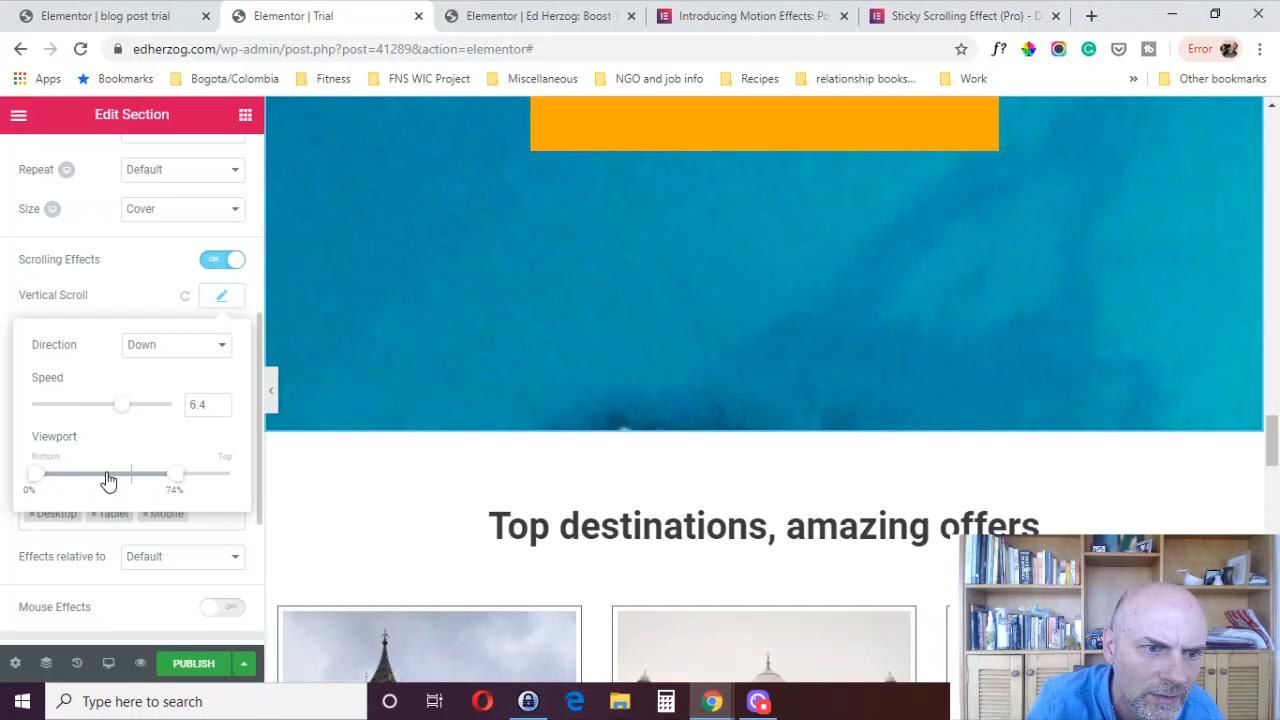 Elementor | blog post trial
Elementor | Trial
Elementor | Ed Herzog: Boost
Introducing Motion Effects: Po
Sticky Scrolling Effect (Pro) - D
edherzog.com/wp-admin/post.php?post=41289&action=elementor#
f?
Error
Apps
Bookmarks
Bogota/Colombia
Fitness
FNS WIC Project
Miscellaneous
NGO and job info
Recipes
relationship books...
Work
»
Other bookmarks
Edit Section
Repeat
Default
Size
Cover
Scrolling Effects
ON
Vertical Scroll
Direction
Down
Speed
6.4
Viewport
Bottom
Top
0%
74%
× Desktop × Tablet × Mobile
Effects relative to
Default
Mouse Effects
OFF
PUBLISH
Top destinations, amazing offers
Type here to search